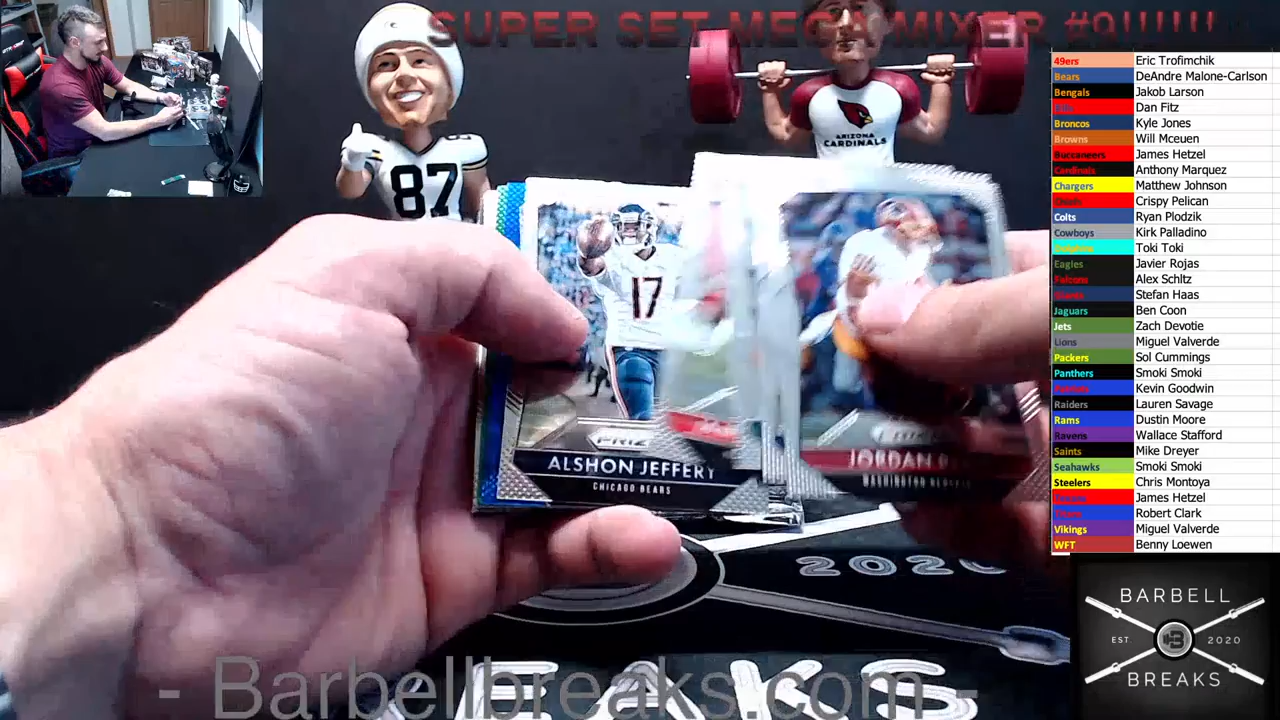 SUPER SET MEGA MIXER #9!!!!!!
49ers Eric Trofimchik
Bears DeAndre Malone-Carlson
Bengals Jakob Larson
Bills Dan Fitz
Broncos Kyle Jones
Browns Will Mceuen
Buccaneers James Hetzel
Cardinals Anthony Marquez
Chargers Matthew Johnson
Chiefs Crispy Pelican
Colts Ryan Plodzik
Cowboys Kirk Palladino
Dolphins Toki Toki
Eagles Javier Rojas
Falcons Alex Schltz
Giants Stefan Haas
Jaguars Ben Coon
Jets Zach Devotie
Lions Miguel Valverde
Packers Sol Cummings
Panthers Smoki Smoki
Patriots Kevin Goodwin
Raiders Lauren Savage
Rams Dustin Moore
Ravens Wallace Stafford
Saints Mike Dreyer
Seahawks Smoki Smoki
Steelers Chris Montoya
Texans James Hetzel
Titans Robert Clark
Vikings Miguel Valverde
WFT Benny Loewen
87
ARIZONA
CARDINALS
17
PRIZ
ALSHON JEFFERY
CHICAGO BEARS
JORDAN
WASHINGTON
2020
BARBELL
EST. 2020
BREAKS
- Barbellbreaks.com -